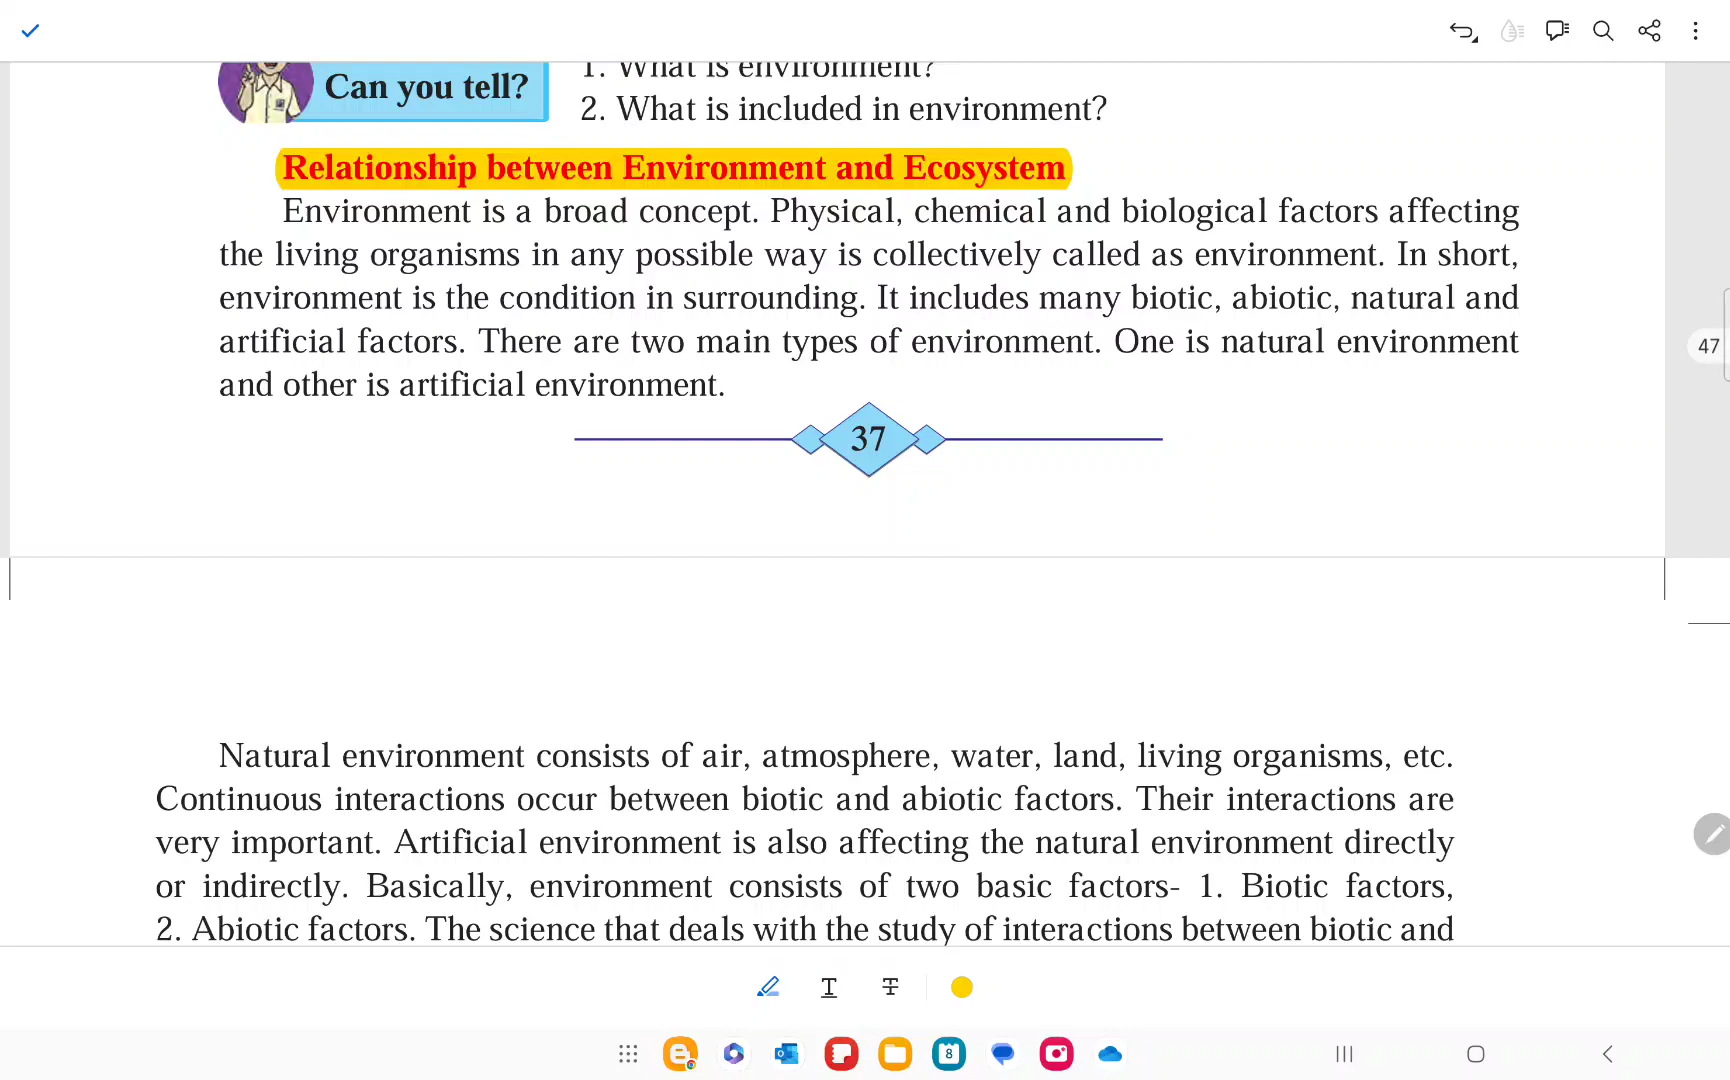 Can you tell?
1. What is environment?
2. What is included in environment?
Relationship between Environment and Ecosystem
Environment is a broad concept. Physical, chemical and biological factors affecting
the living organisms in any possible way is collectively called as environment. In short,
environment is the condition in surrounding. It includes many biotic, abiotic, natural and
artificial factors. There are two main types of environment. One is natural environment
and other is artificial environment.
47
37
Natural environment consists of air, atmosphere, water, land, living organisms, etc.
Continuous interactions occur between biotic and abiotic factors. Their interactions are
very important. Artificial environment is also affecting the natural environment directly
or indirectly. Basically, environment consists of two basic factors- 1. Biotic factors,
2. Abiotic factors. The science that deals with the study of interactions between biotic and
T T
8